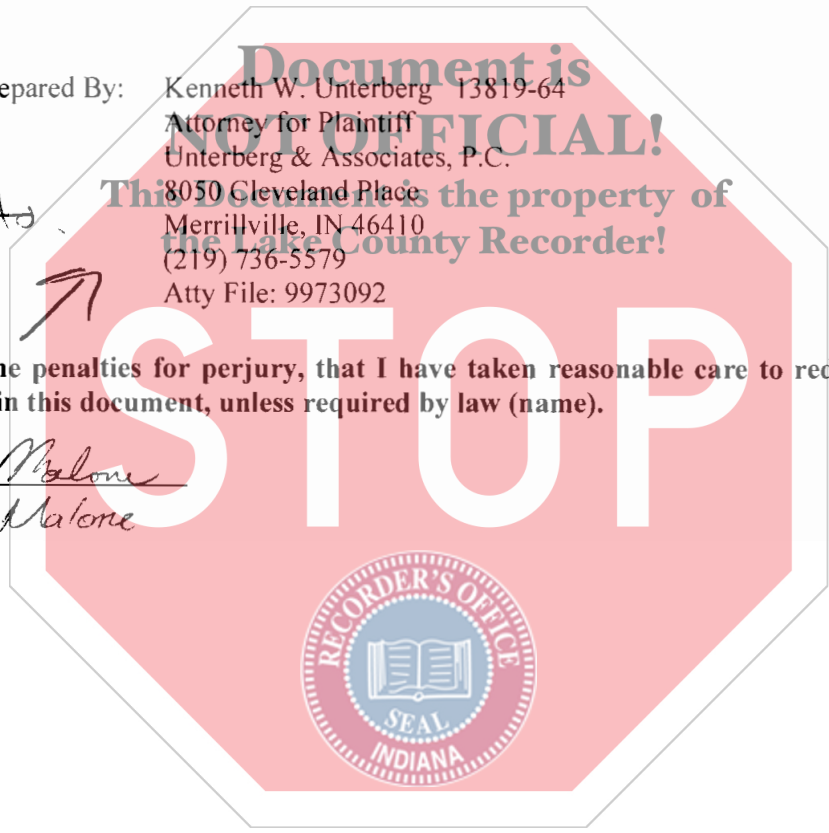 Document is
NOT OFFICIAL!
This Document is the property of
the Lake County Recorder!
epared By: Kenneth W. Unterberg 13819-64
Attorney for Plaintiff
Unterberg & Associates, P.C.
8050 Cleveland Place
Merrillville, IN 46410
(219) 736-5579
Atty File: 9973092
ne penalties for perjury, that I have taken reasonable care to red
in this document, unless required by law (name).
Malone
Malone
STOP
RECORDER'S OFFICE
SEAL
INDIANA